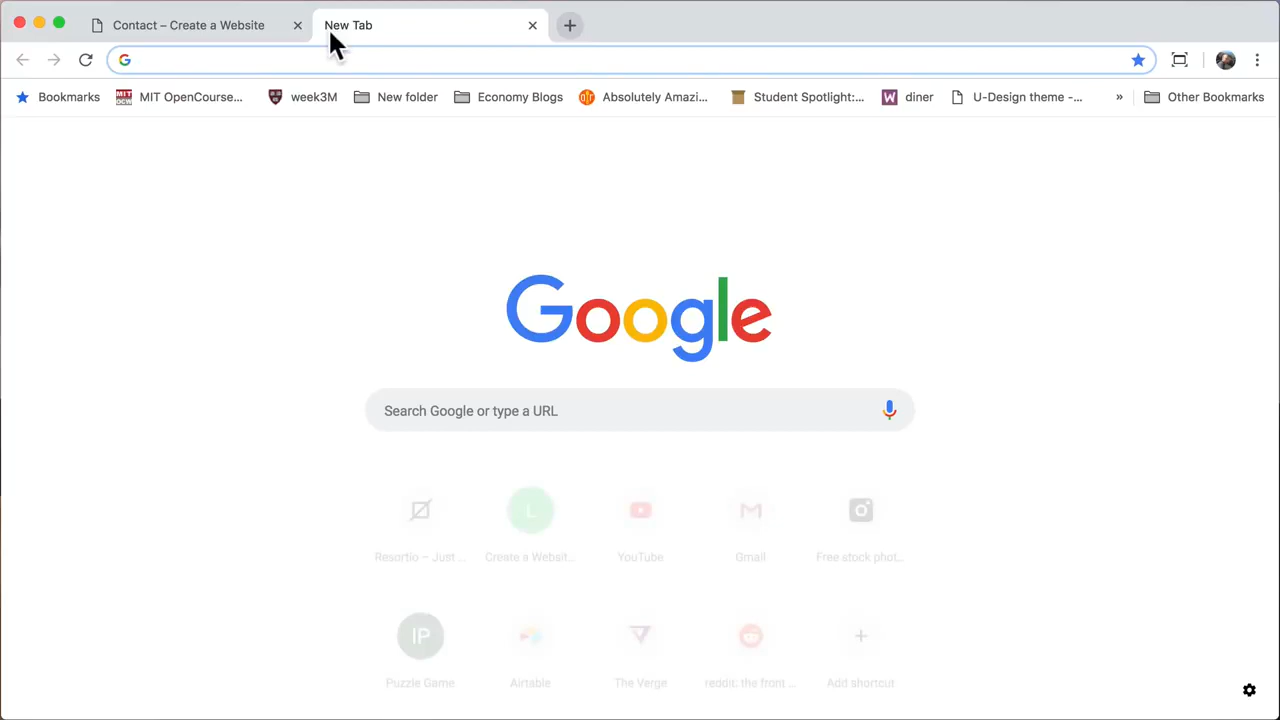 Contact – Create a Website
New Tab
Bookmarks MIT OpenCourse... week3M New folder Economy Blogs Absolutely Amazi... Student Spotlight:... diner U-Design theme -... » Other Bookmarks
Google
Search Google or type a URL
L
Resortio – Just ... Create a Websit... YouTube Gmail Free stock phot...
IP
Puzzle Game Airtable The Verge reddit: the front ... Add shortcut